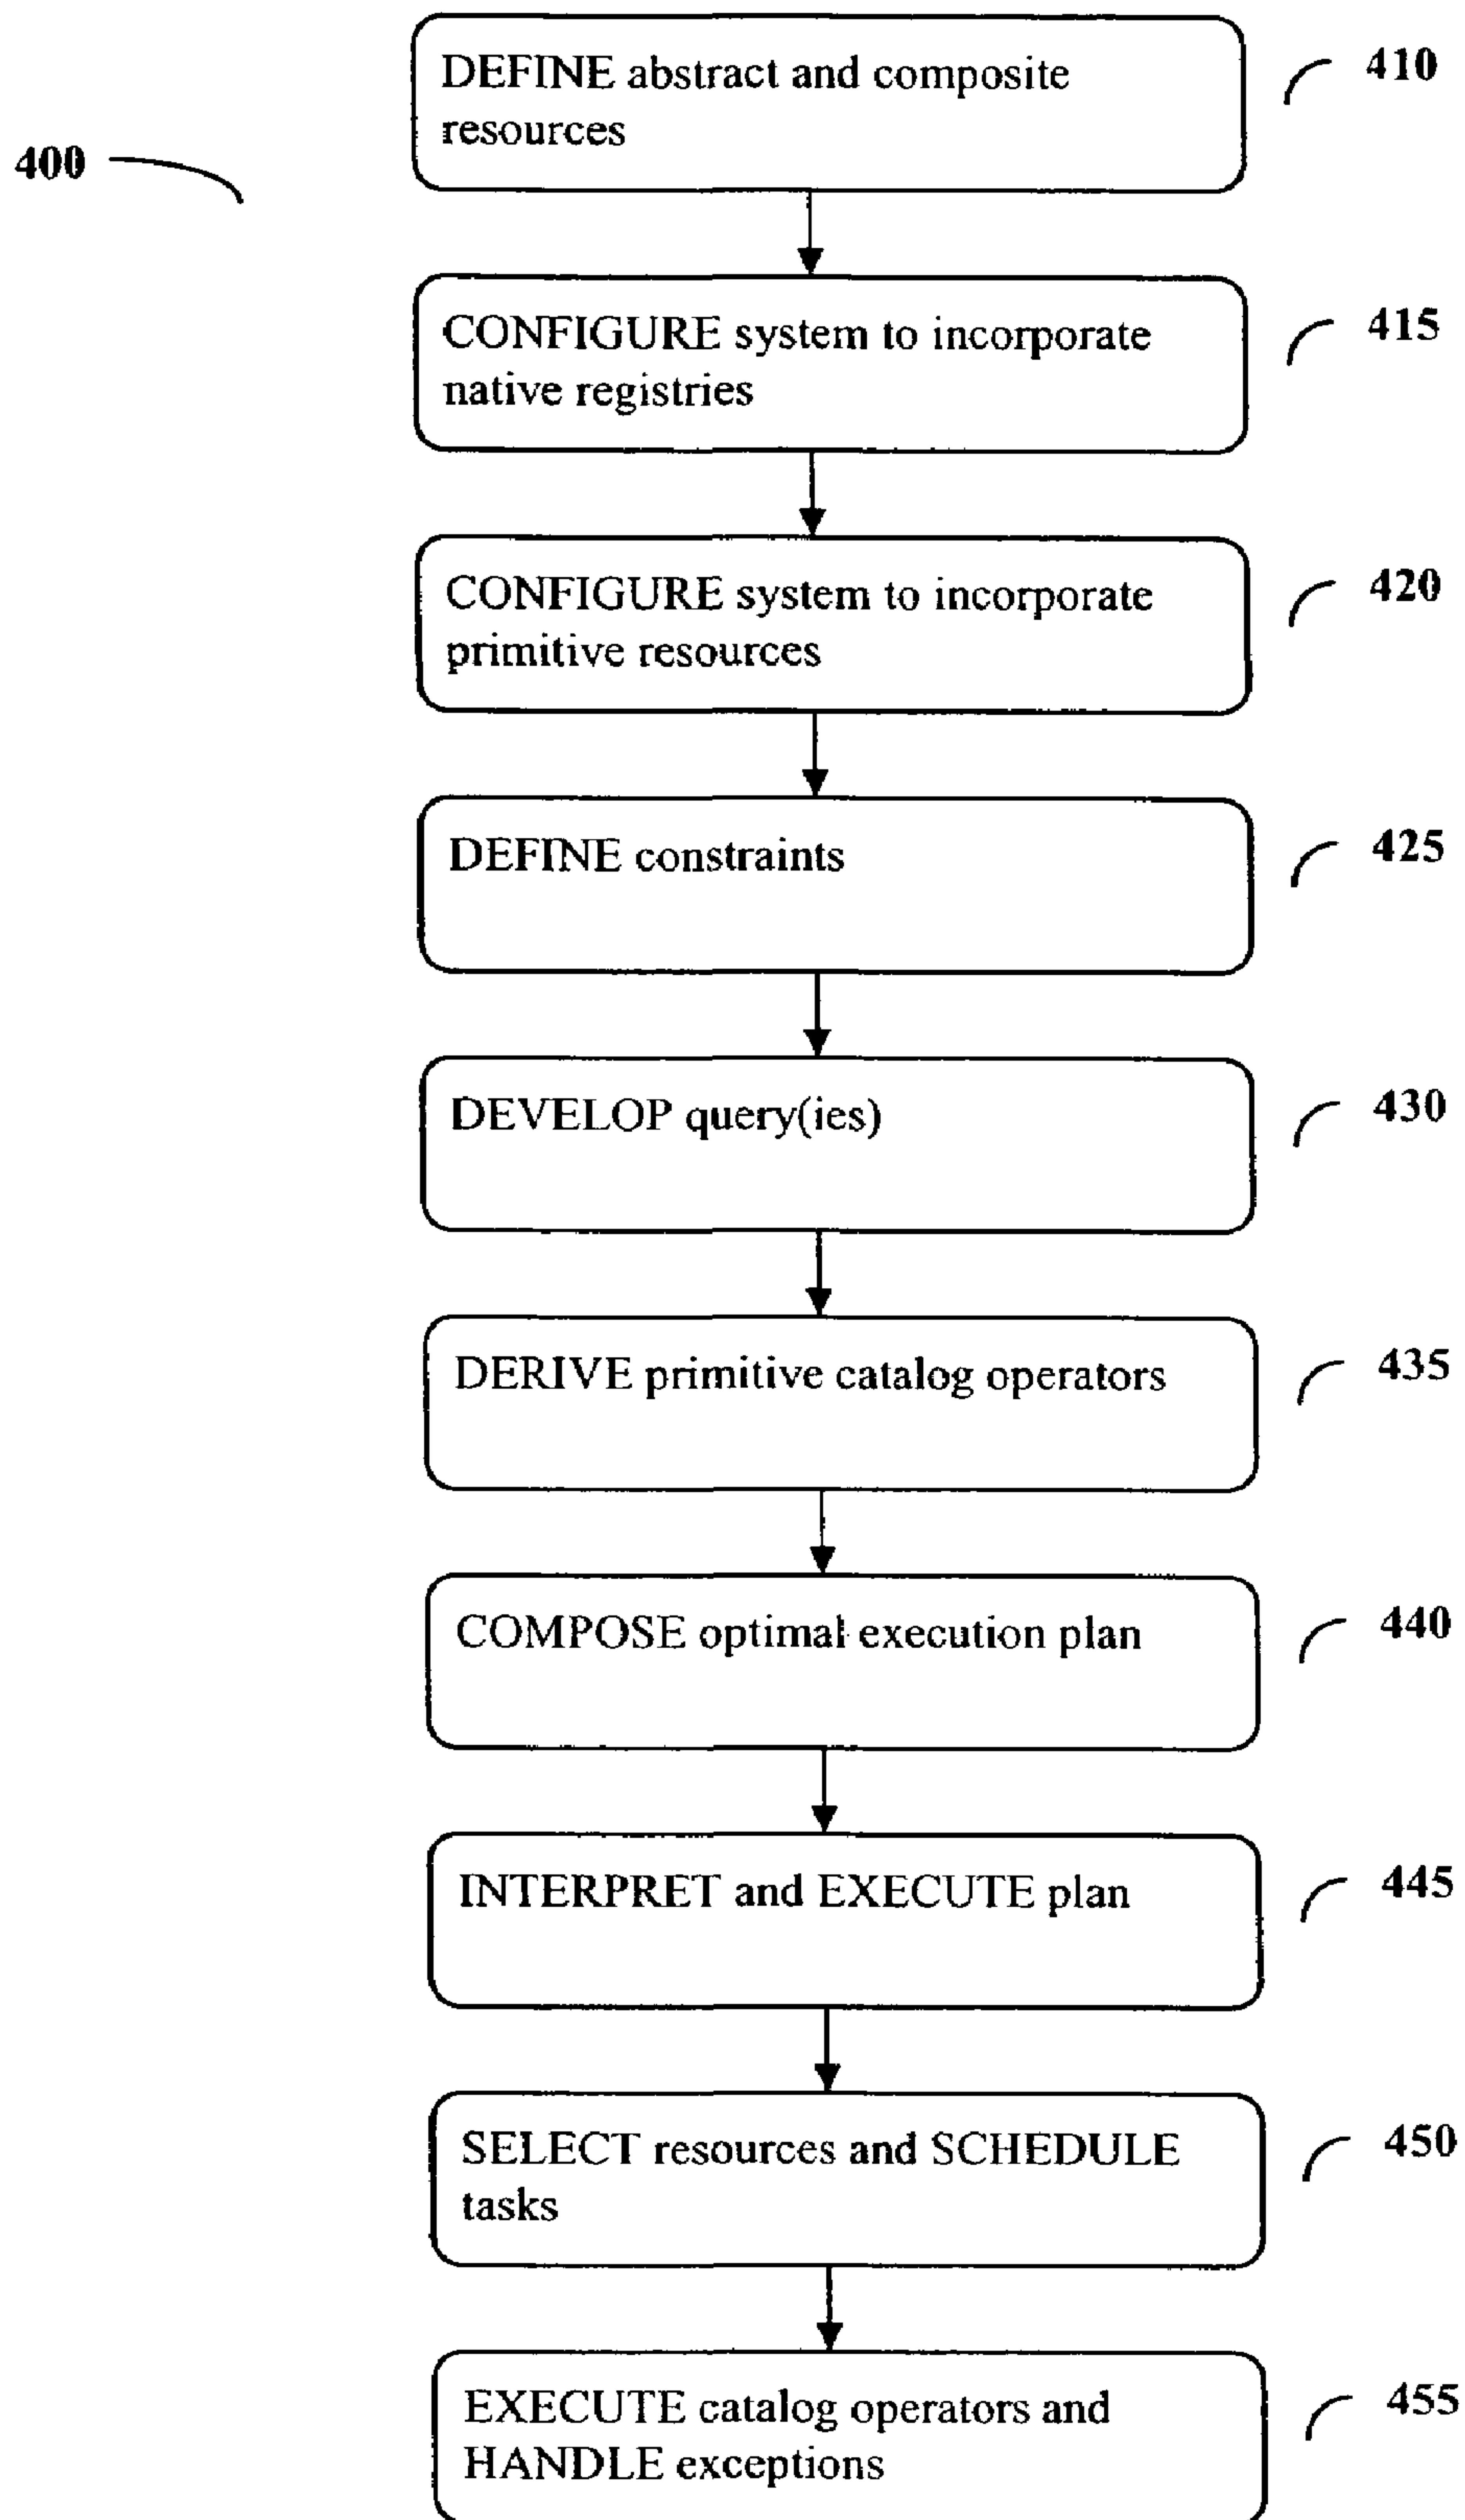 DEFINE abstract and composite
resources
410
400
CONFIGURE system to incorporate
native registries
415
CONFIGURE system to incorporate
primitive resources
420
DEFINE constraints
425
DEVELOP query(ies)
430
DERIVE primitive catalog operators
435
COMPOSE optimal execution plan
440
INTERPRET and EXECUTE plan
445
SELECT resources and SCHEDULE
tasks
450
EXECUTE catalog operators and
HANDLE exceptions
455